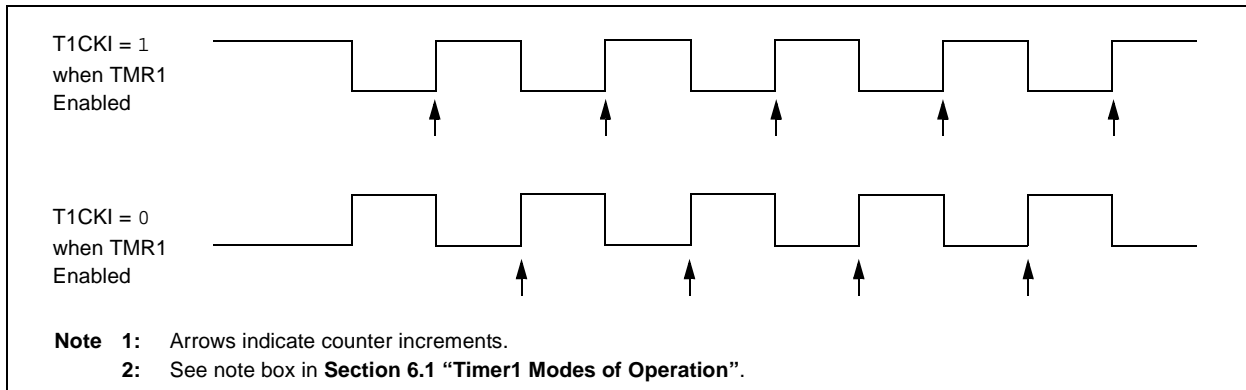 T1CKI = 1
when TMR1
Enabled
T1CKI = 0
when TMR1
Enabled
Note 1: Arrows indicate counter increments.
2: See note box in Section 6.1 “Timer1 Modes of Operation”.